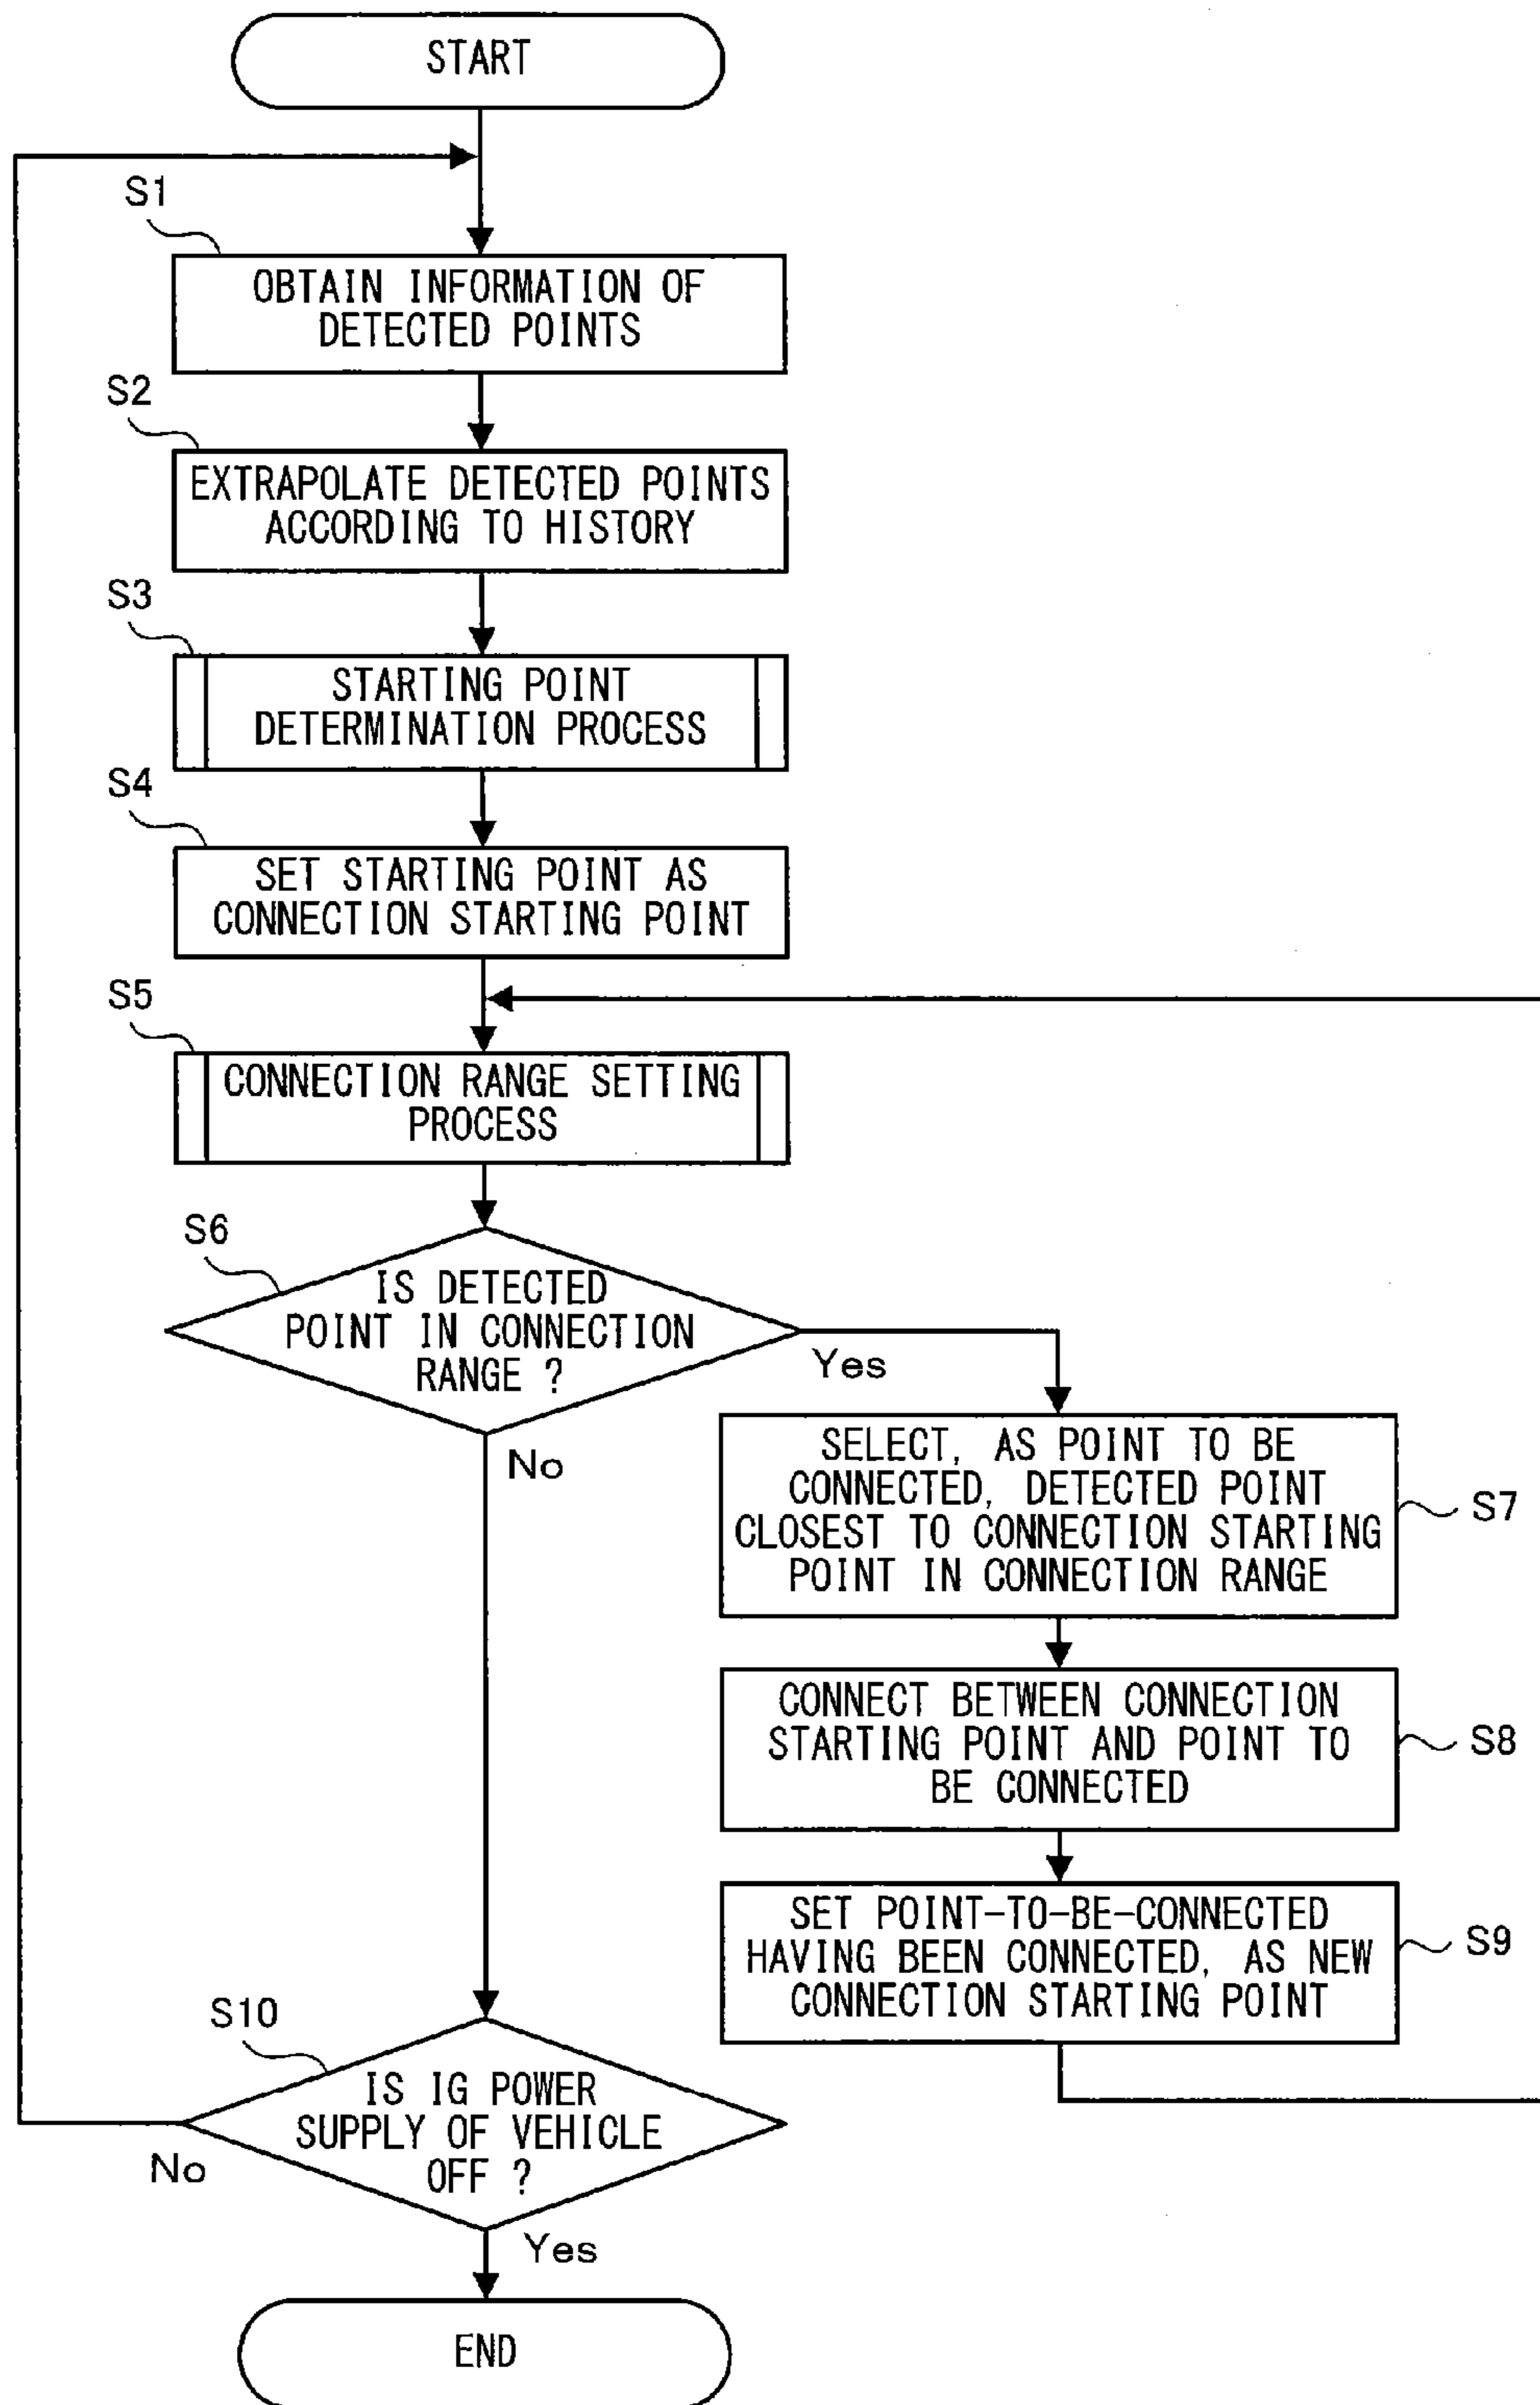 START
S1
OBTAIN INFORMATION OF
DETECTED POINTS
S2
EXTRAPOLATE DETECTED POINTS
ACCORDING TO HISTORY
S3
STARTING POINT
DETERMINATION PROCESS
S4
SET STARTING POINT AS
CONNECTION STARTING POINT
S5
CONNECTION RANGE SETTING
PROCESS
S6
IS DETECTED
POINT IN CONNECTION
RANGE ?
Yes
No
SELECT, AS POINT TO BE
CONNECTED, DETECTED POINT
CLOSEST TO CONNECTION STARTING
POINT IN CONNECTION RANGE
S7
CONNECT BETWEEN CONNECTION
STARTING POINT AND POINT TO
BE CONNECTED
S8
SET POINT-TO-BE-CONNECTED
HAVING BEEN CONNECTED, AS NEW
CONNECTION STARTING POINT
S9
S10
IS IG POWER
SUPPLY OF VEHICLE
OFF ?
No
Yes
END